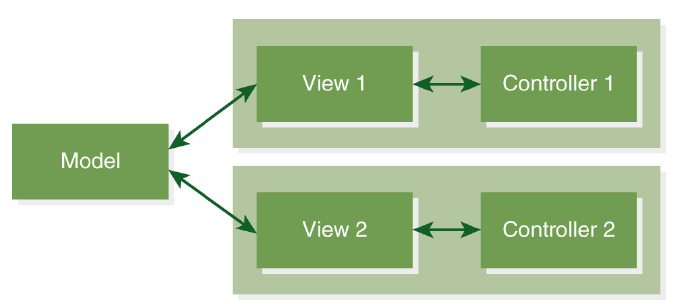 View 1
Controller 1
Model
View 2
Controller 2